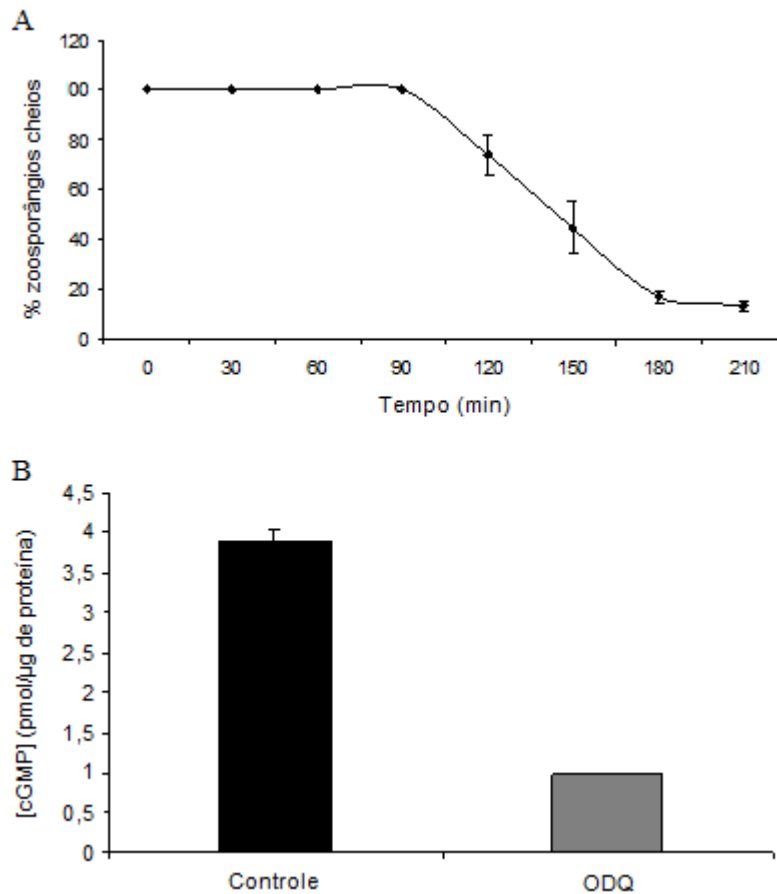 A
% zoosporângios cheios
120
00
80
60
40
20
0
0 30 60 90 120 150 180 210
Tempo (min)
B
[cGMP] (pmol/µg de proteína)
4,5
4
3,5
3
2,5
2
1,5
1
0,5
0
Controle ODQ